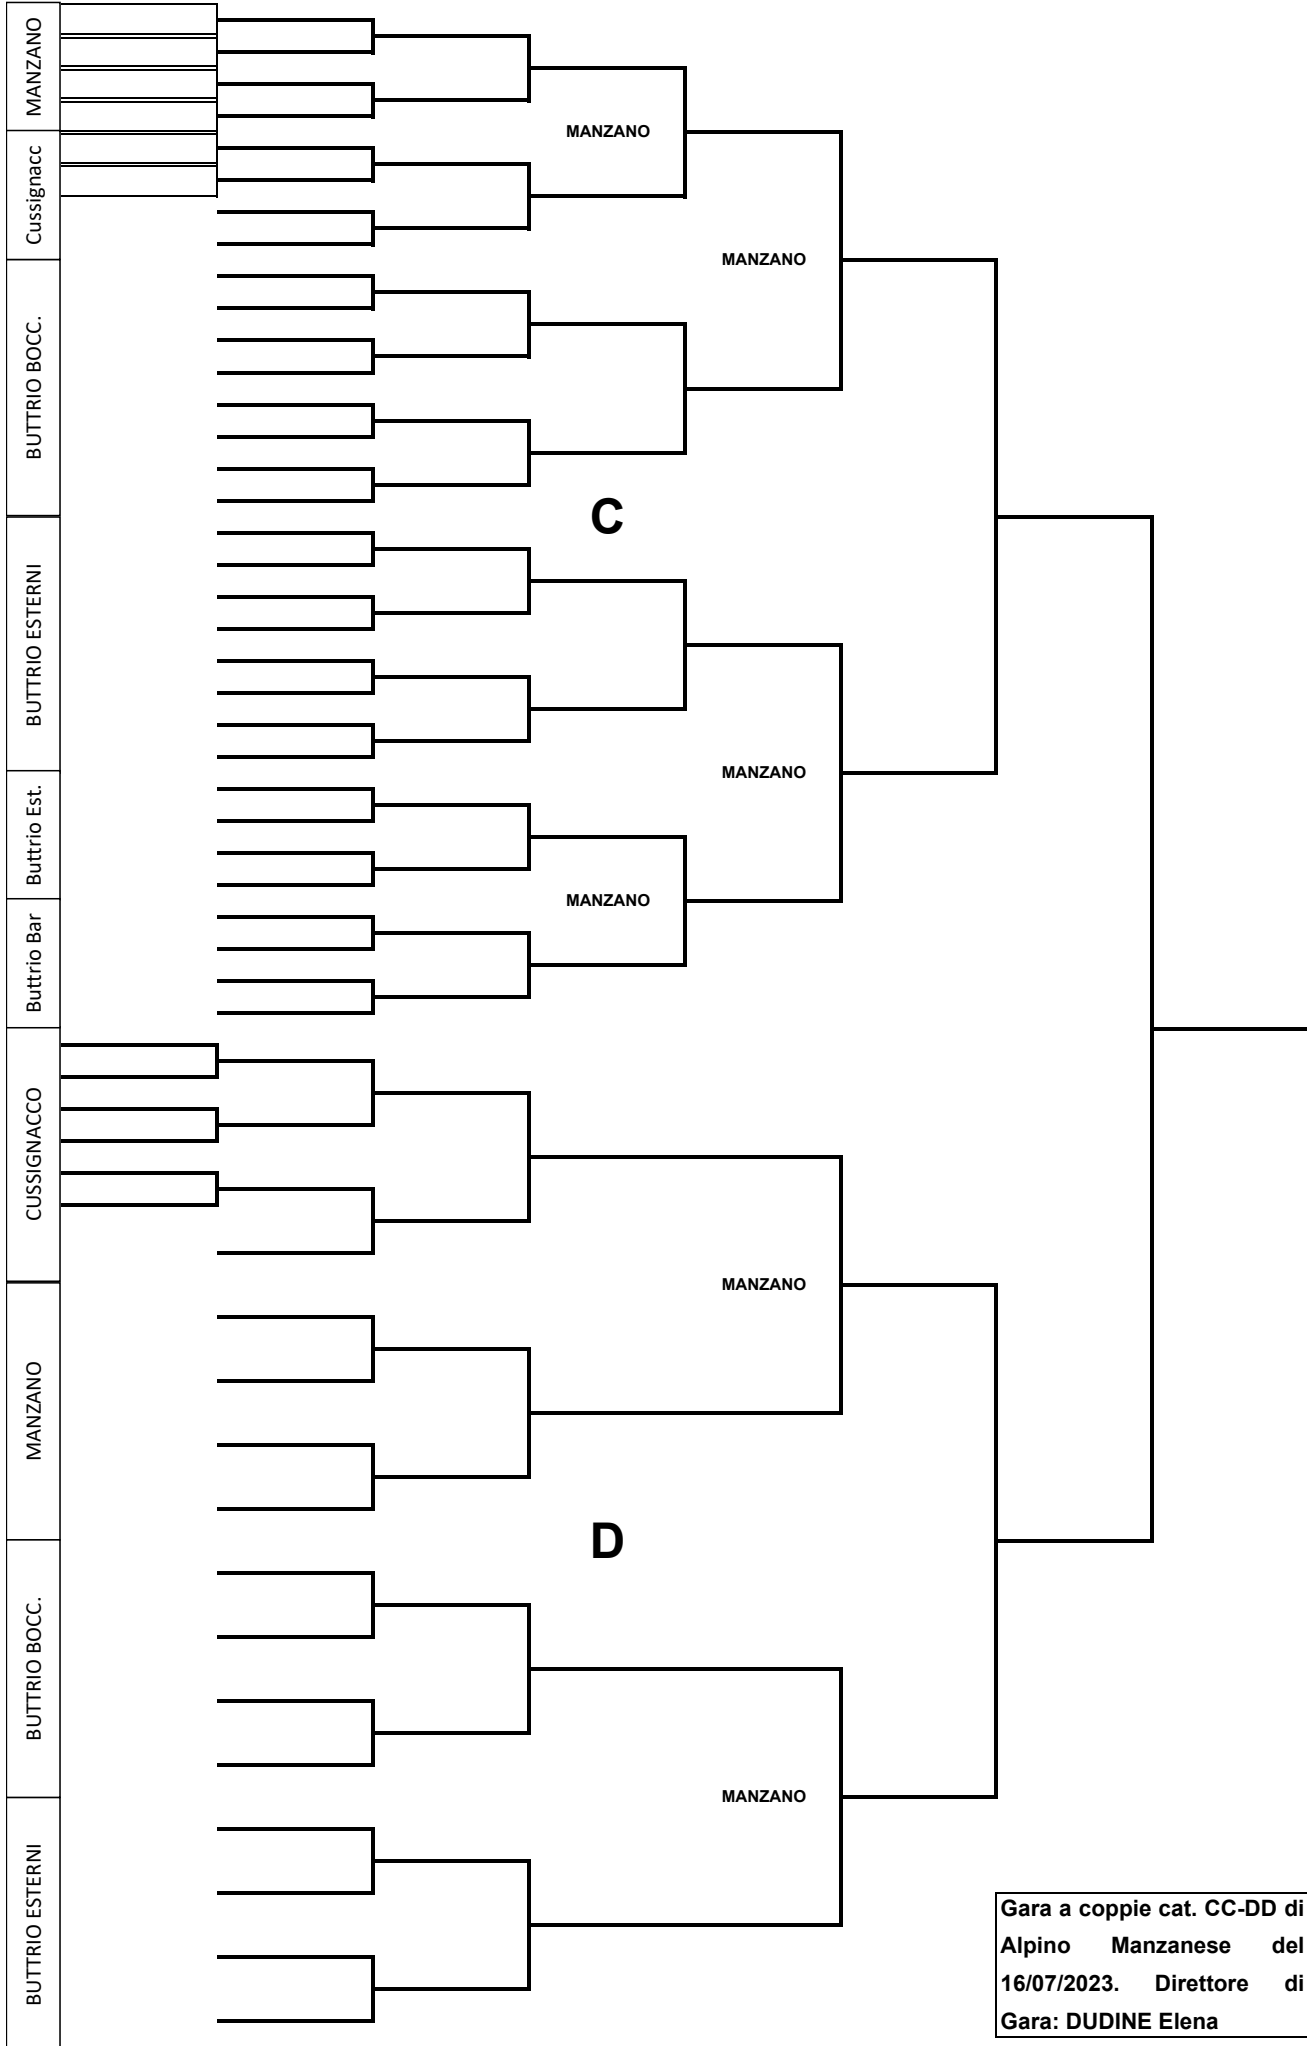 MANZANO
Cussignacc
BUTTRIO BOCC.
BUTTRIO ESTERNI
Buttrio Est.
Buttrio Bar
CUSSIGNACCO
MANZANO
BUTTRIO BOCC.
BUTTRIO ESTERNI
MANZANO
MANZANO
C
MANZANO
MANZANO
MANZANO
D
MANZANO
Gara a coppie cat. CC-DD di
Alpino Manzanese del
16/07/2023. Direttore di
Gara: DUDINE Elena